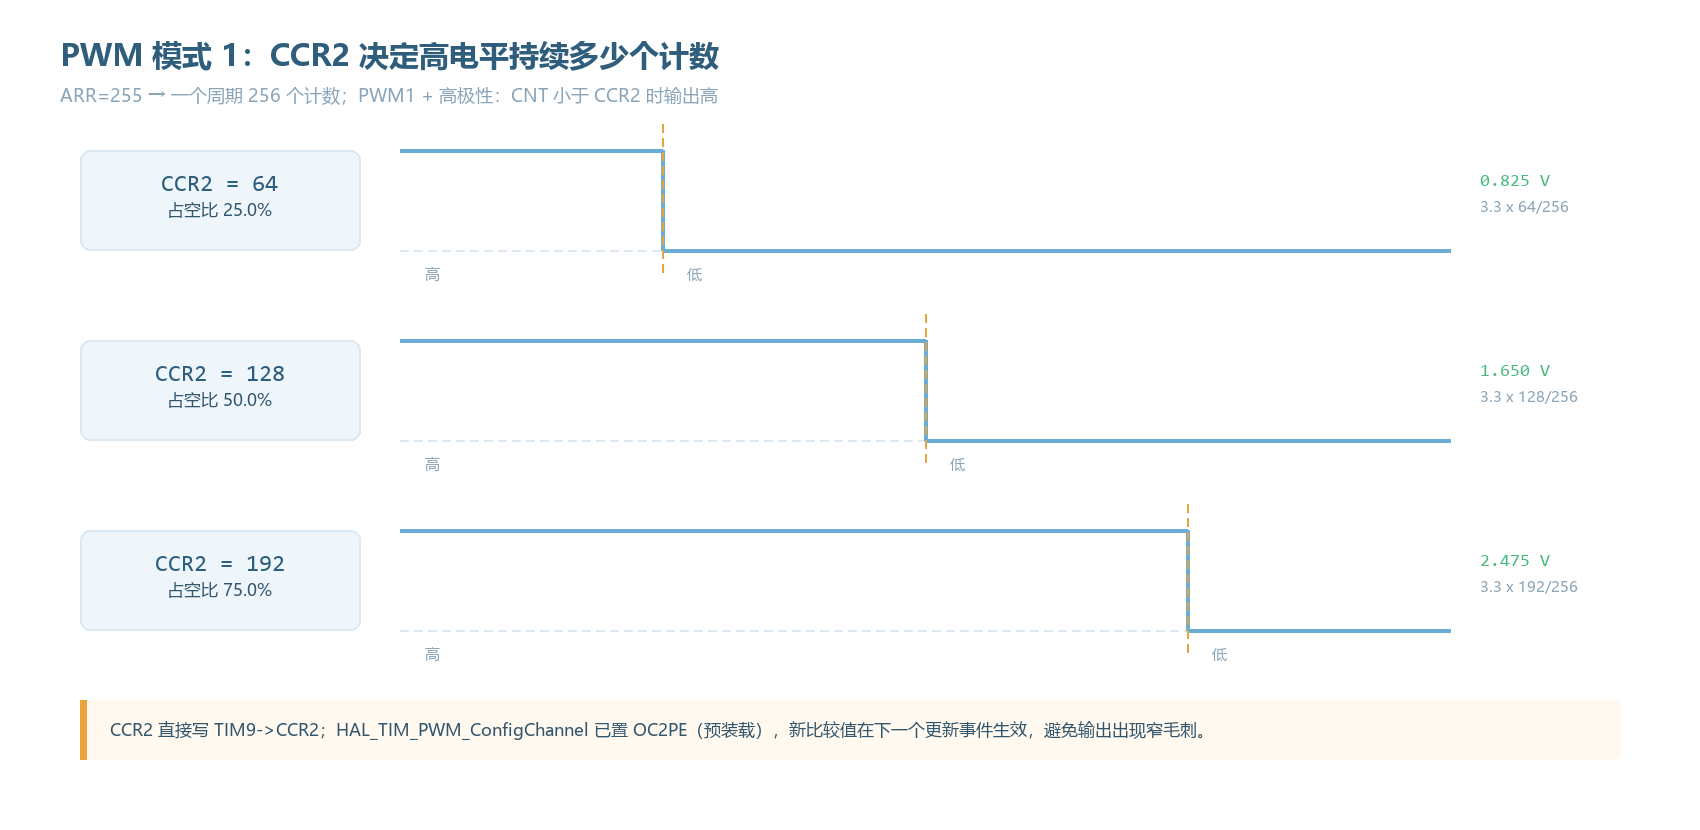 PWM 模式 1：CCR2 决定高电平持续多少个计数
ARR=255 → 一个周期 256 个计数；PWM1 + 高极性：CNT 小于 CCR2 时输出高
CCR2 = 64
占空比 25.0%
0.825 V
3.3 x 64/256
高
低
CCR2 = 128
占空比 50.0%
1.650 V
3.3 x 128/256
高
低
CCR2 = 192
占空比 75.0%
2.475 V
3.3 x 192/256
高
低
CCR2 直接写 TIM9->CCR2；HAL_TIM_PWM_ConfigChannel 已置 OC2PE（预装载），新比较值在下一个更新事件生效，避免输出出现窄毛刺。